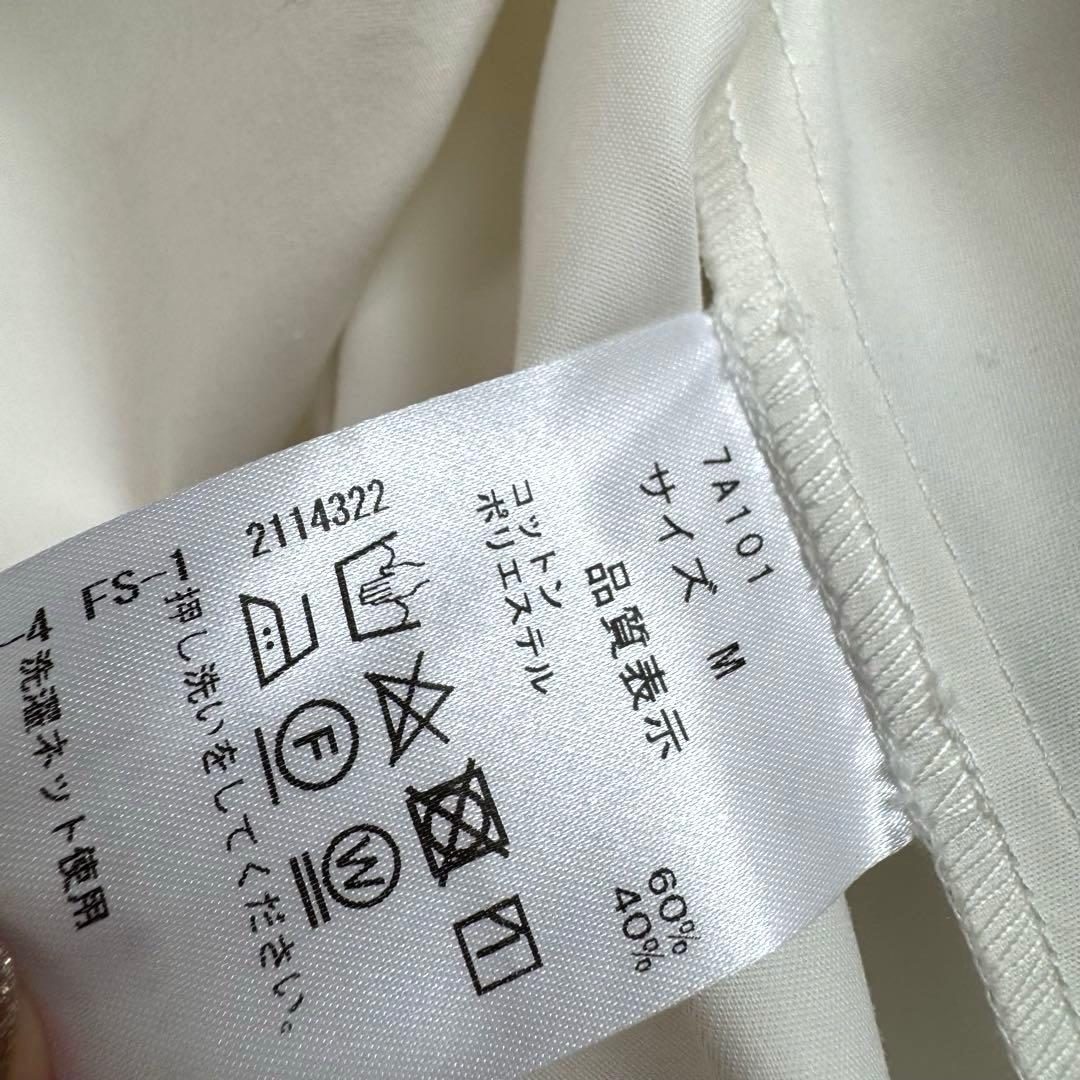 7A101
サイズ M
品質表示
コットン 60%
ポリエステル 40%
F
W
2114322
押し洗いをしてください。
FS
洗濯ネット使用